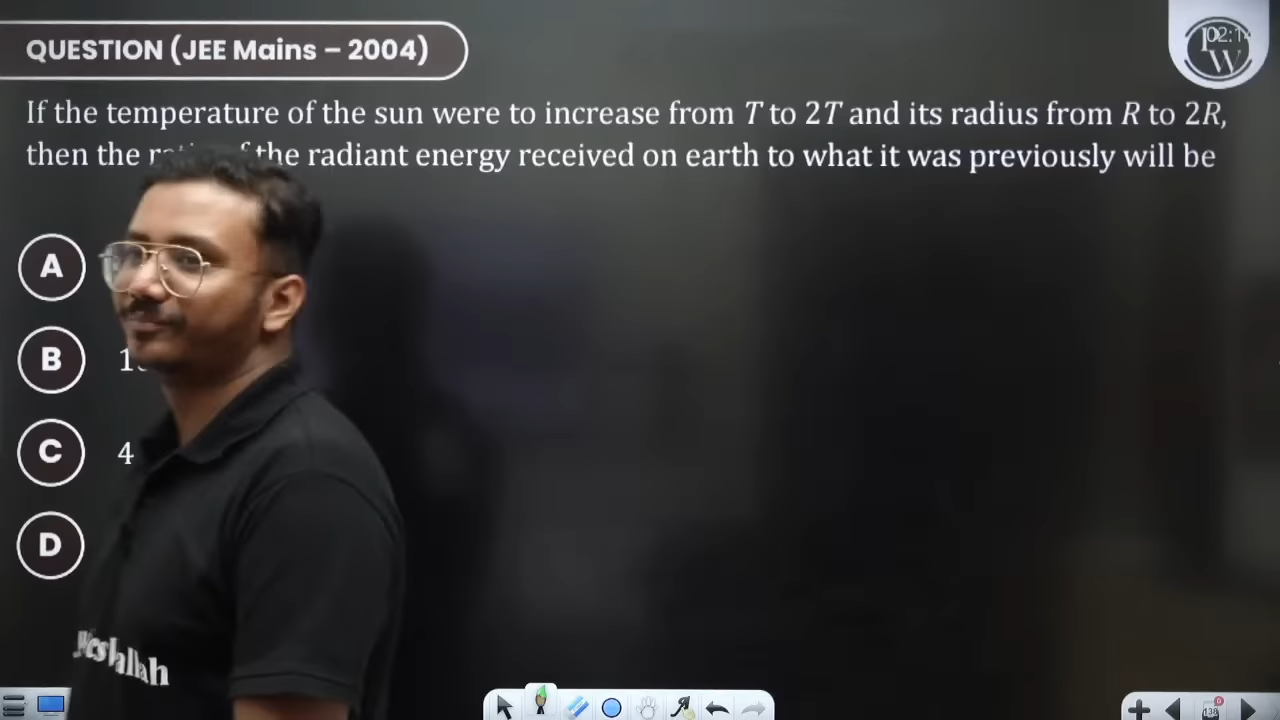 QUESTION (JEE Mains – 2004)
If the temperature of the sun were to increase from T to 2T and its radius from R to 2R,
then the the radiant energy received on earth to what it was previously will be
A
B
C 4
D